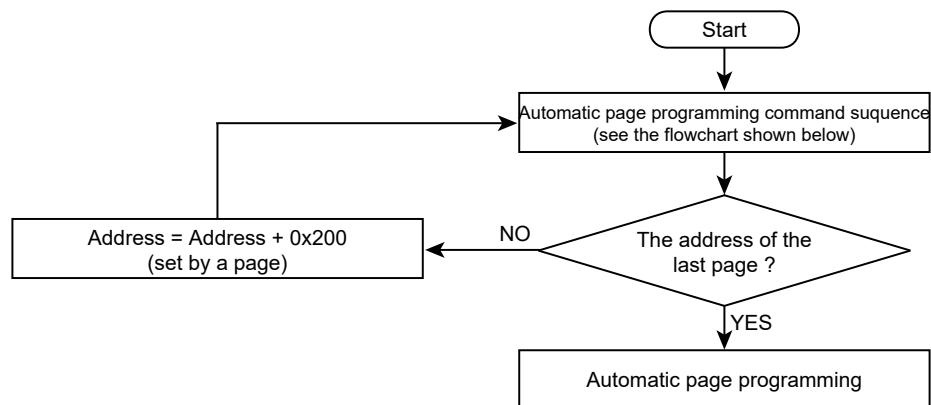 Start
Automatic page programming command suquence
(see the flowchart shown below)
Address = Address + 0x200
(set by a page)
NO
The address of the
last page ?
YES
Automatic page programming